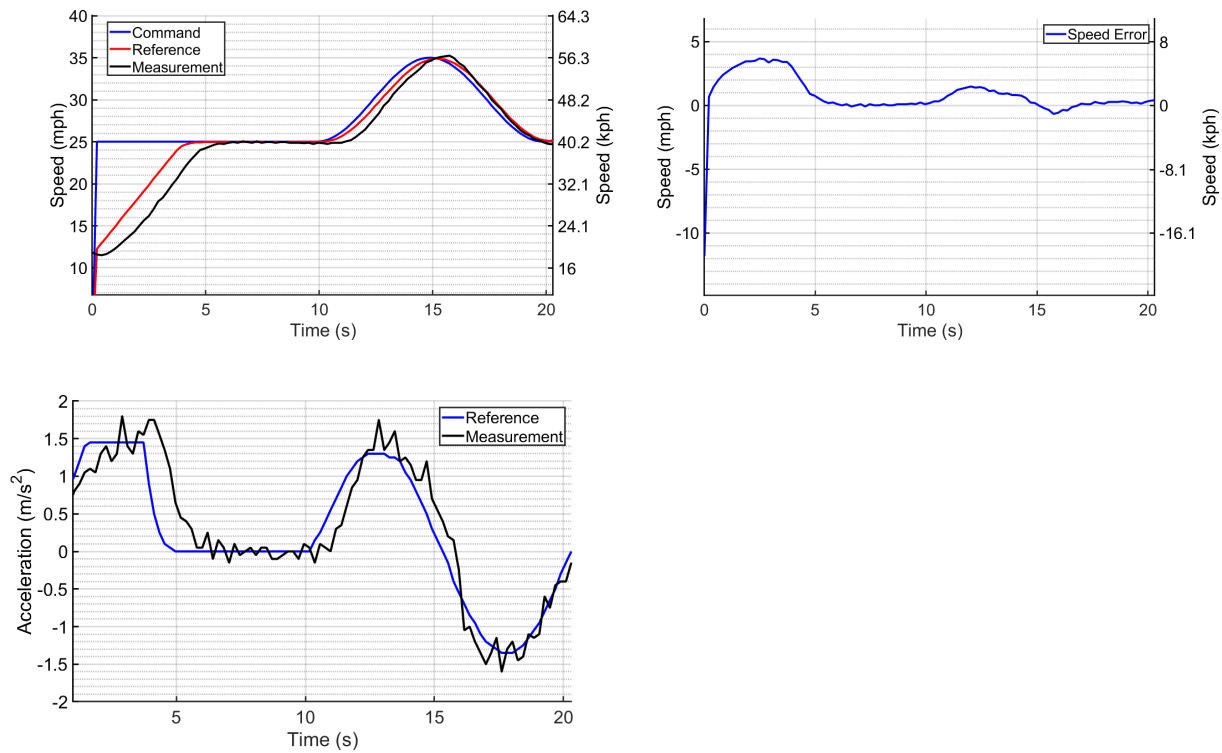 40
35
30
25
20
15
10
Speed (mph)
64.3
56.3
48.2
40.2
32.1
24.1
16
Speed (kph)
Command
Reference
Measurement
0 5 10 15 20
Time (s)
5
0
-5
-10
Speed (mph)
8
0
-8.1
-16.1
Speed (kph)
Speed Error
0 5 10 15 20
Time (s)
2
1.5
1
0.5
0
-0.5
-1
-1.5
-2
Acceleration (m/s²)
Reference
Measurement
5 10 15 20
Time (s)